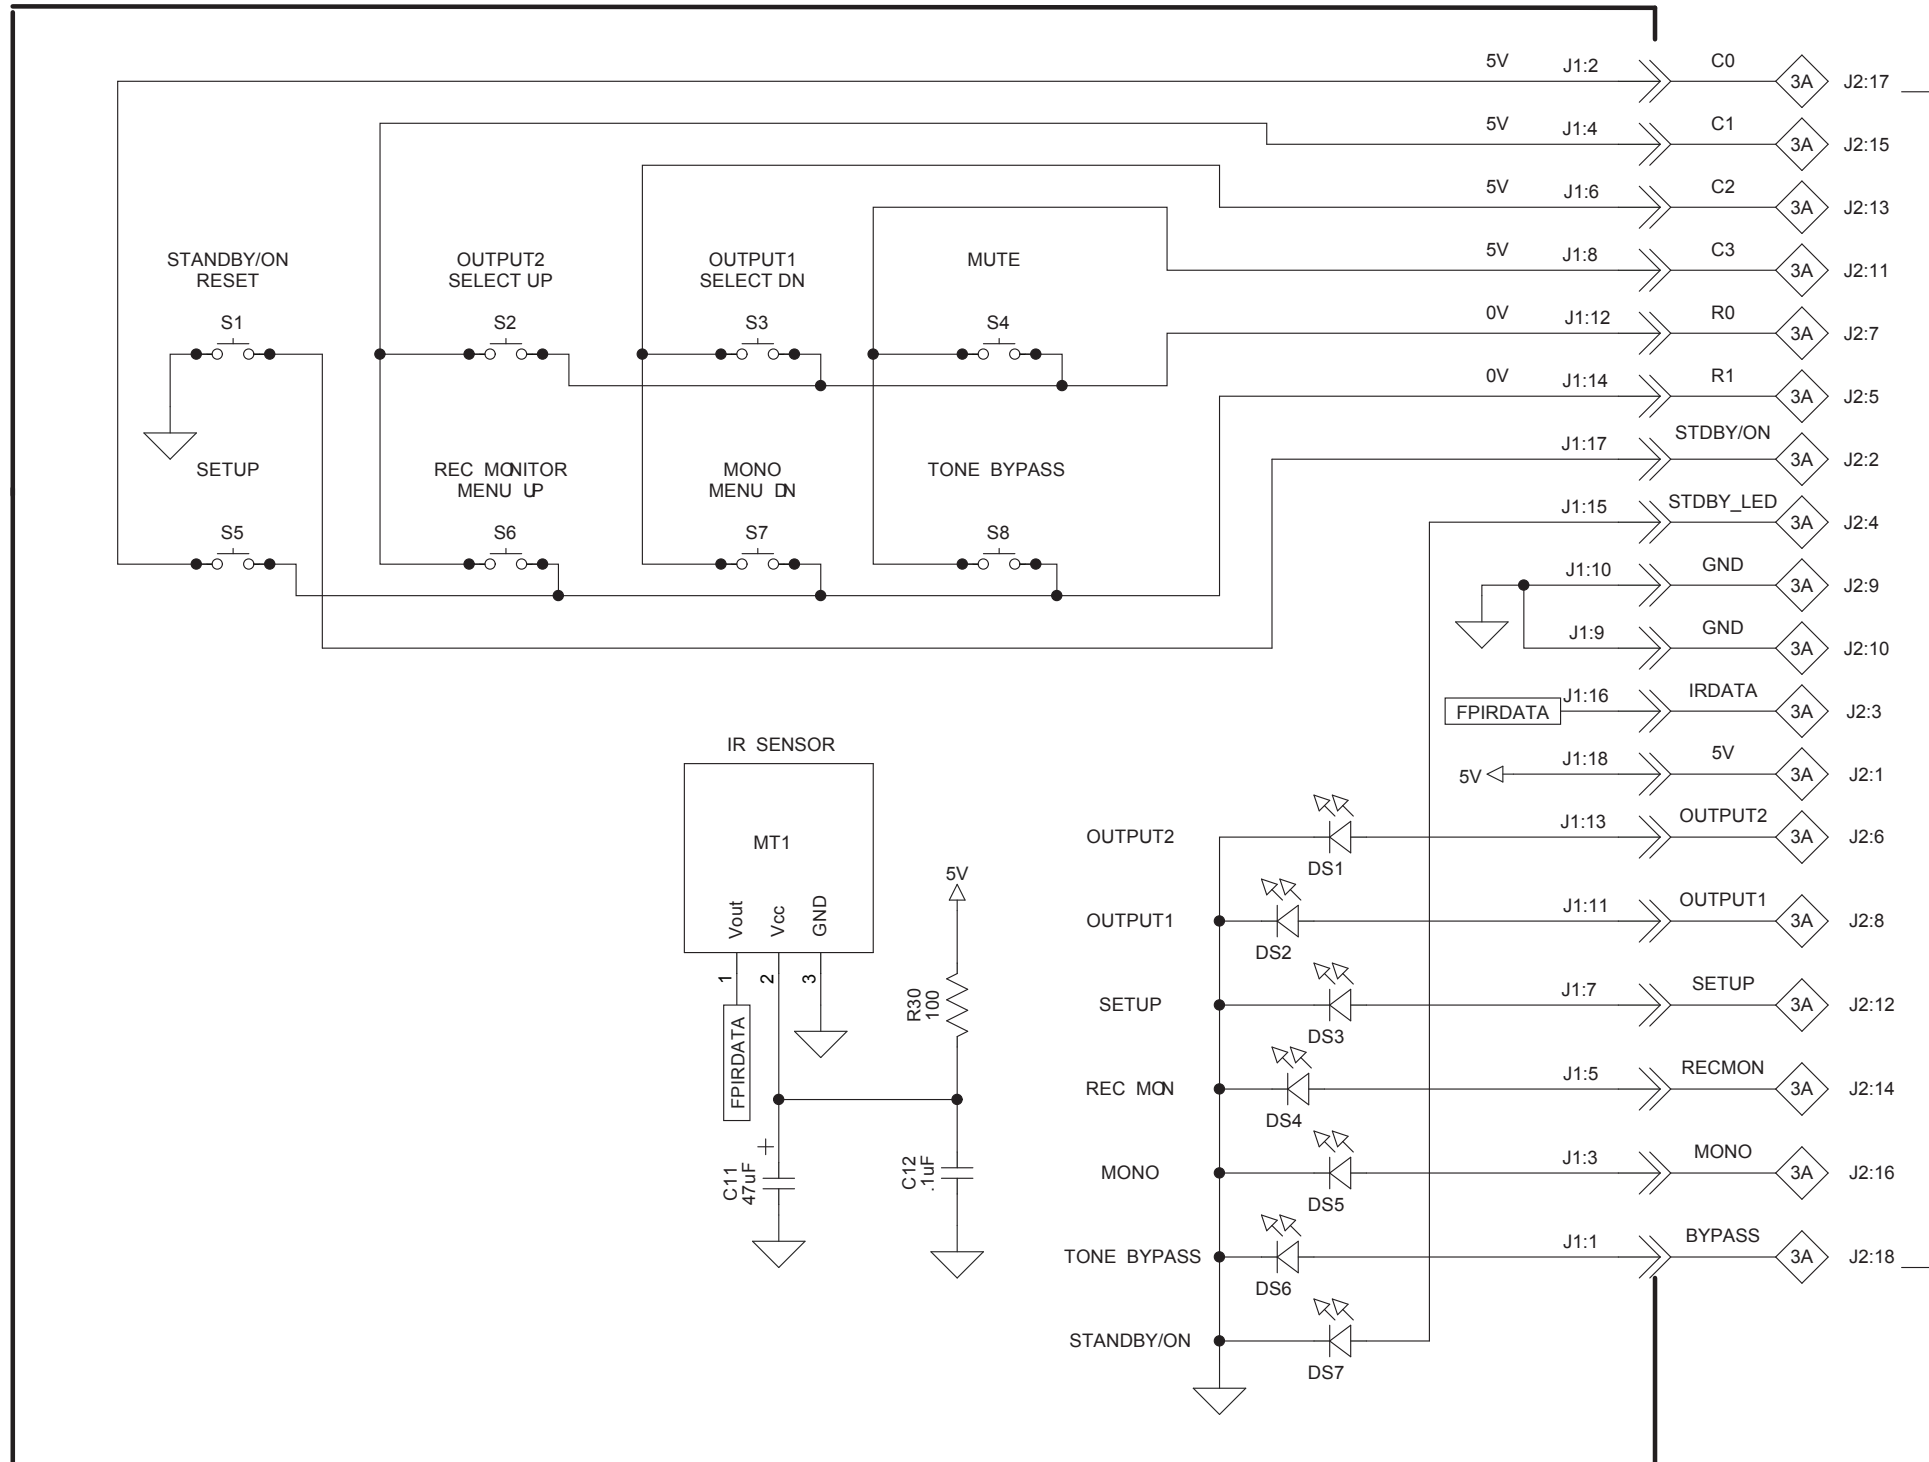 5V J1:2 C0 3A J2:17
5V J1:4 C1 3A J2:15
5V J1:6 C2 3A J2:13
5V J1:8 C3 3A J2:11
0V J1:12 R0 3A J2:7
0V J1:14 R1 3A J2:5
J1:17 STDBY/ON 3A J2:2
J1:15 STDBY_LED 3A J2:4
J1:10 GND 3A J2:9
J1:9 GND 3A J2:10
FPIRDATA J1:16 IRDATA 3A J2:3
5V J1:18 5V 3A J2:1
STANDBY/ON
RESET
S1
OUTPUT2
SELECT UP
S2
OUTPUT1
SELECT DN
S3
MUTE
S4
SETUP
S5
REC MONITOR
MENU UP
S6
MONO
MENU DN
S7
TONE BYPASS
S8
IR SENSOR
MT1
Vout
Vcc
GND
1
2
3
FPIRDATA
5V
R30
100
C11
47uF
+
C12
.1uF
OUTPUT2 DS1 J1:13 OUTPUT2 3A J2:6
OUTPUT1 DS2 J1:11 OUTPUT1 3A J2:8
SETUP DS3 J1:7 SETUP 3A J2:12
REC MON DS4 J1:5 RECMON 3A J2:14
MONO DS5 J1:3 MONO 3A J2:16
TONE BYPASS DS6 J1:1 BYPASS 3A J2:18
STANDBY/ON DS7